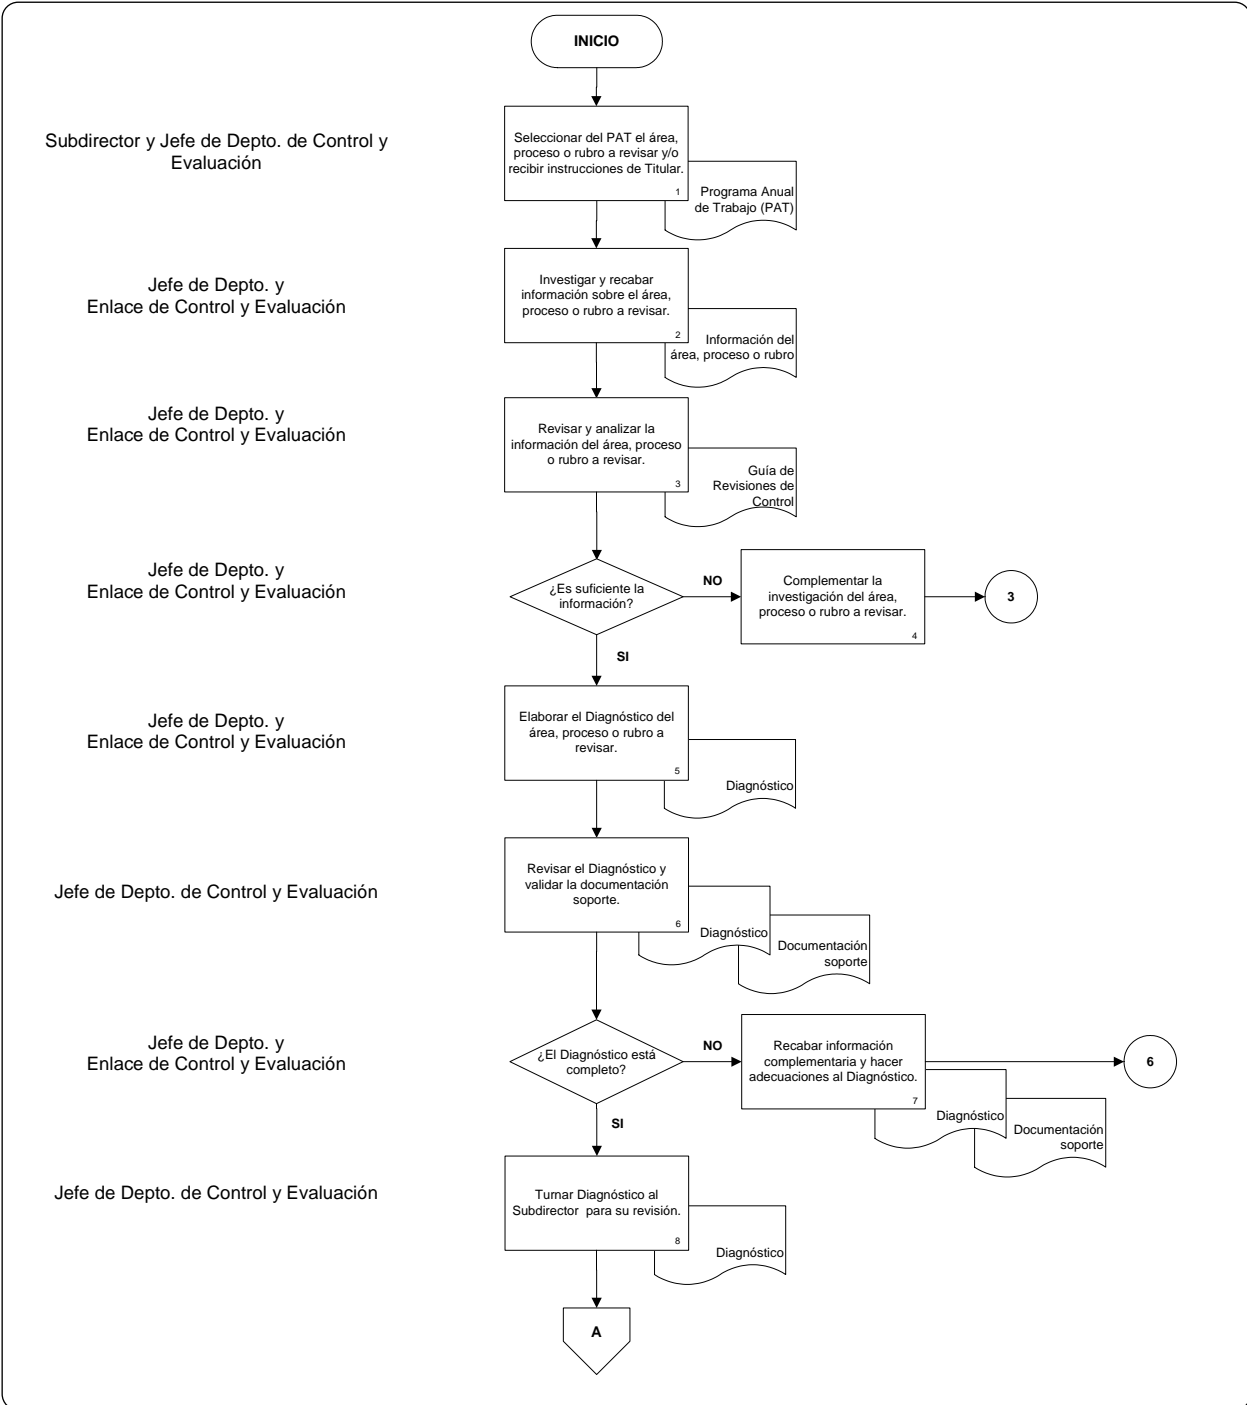 INICIO
Subdirector y Jefe de Depto. de Control y
Evaluación
Seleccionar del PAT el área,
proceso o rubro a revisar y/o
recibir instrucciones de Titular.
1
Programa Anual
de Trabajo (PAT)
Jefe de Depto. y
Enlace de Control y Evaluación
Investigar y recabar
información sobre el área,
proceso o rubro a revisar.
2
Información del
área, proceso o rubro
Jefe de Depto. y
Enlace de Control y Evaluación
Revisar y analizar la
información del área, proceso
o rubro a revisar.
3
Guía de
Revisiones de
Control
Jefe de Depto. y
Enlace de Control y Evaluación
¿Es suficiente la
información?
NO
Complementar la
investigación del área,
proceso o rubro a revisar.
4
3
SI
Jefe de Depto. y
Enlace de Control y Evaluación
Elaborar el Diagnóstico del
área, proceso o rubro a
revisar.
5
Diagnóstico
Jefe de Depto. de Control y Evaluación
Revisar el Diagnóstico y
validar la documentación
soporte.
6
Diagnóstico
Documentación
soporte
Jefe de Depto. y
Enlace de Control y Evaluación
¿El Diagnóstico está
completo?
NO
Recabar información
complementaria y hacer
adecuaciones al Diagnóstico.
7
6
Diagnóstico
Documentación
soporte
SI
Jefe de Depto. de Control y Evaluación
Turnar Diagnóstico al
Subdirector para su revisión.
8
Diagnóstico
A